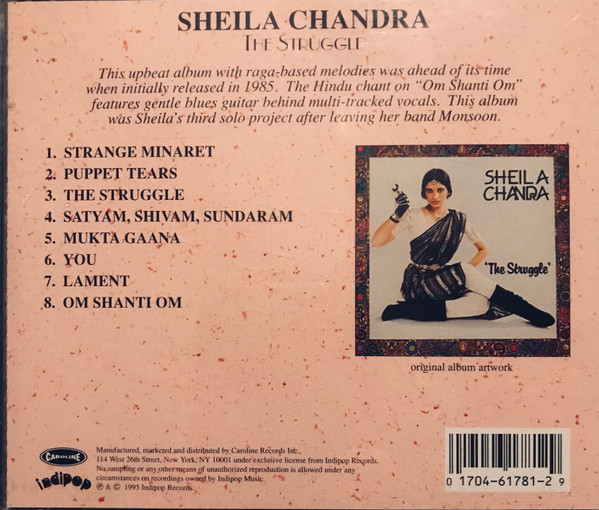 SHEILA CHANDRA
THE STRUGGLE
This upbeat album with raga-based melodies was ahead of its time
when initially released in 1985. The Hindu chant on "Om Shanti Om"
features gentle blues guitar behind multi-tracked vocals. This album
was Sheila's third solo project after leaving her band Monsoon.
1. STRANGE MINARET
2. PUPPET TEARS
3. THE STRUGGLE
4. SATYAM, SHIVAM, SUNDARAM
5. MUKTA GAANA
6. YOU
7. LAMENT
8. OM SHANTI OM
SHEILA
CHANDRA
'The Struggle'
original album artwork
CAROLINE
indipop
Manufactured, marketed and distributed by Caroline Records Inc.,
114 West 26th Street, New York, NY 10001 under exclusive license from Indipop Records.
No sampling or any other means of unauthorized reproduction is allowed under any
circumstances on recordings owned by Indipop Music.
℗ & © 1995 Indipop Records.
0 1704-61781-2 9